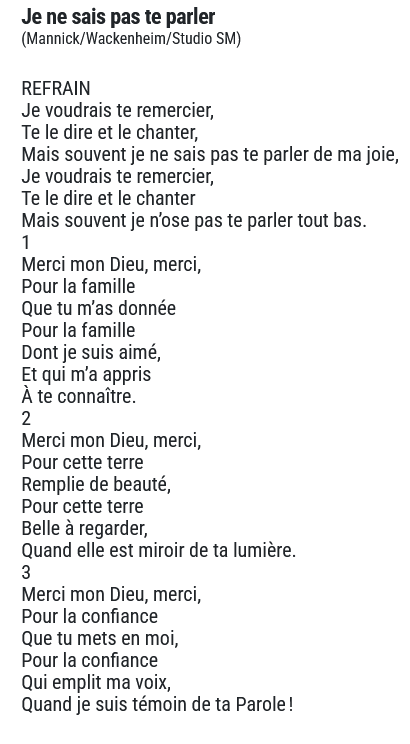 Je ne sais pas te parler
(Mannick/Wackenheim/Studio SM)
REFRAIN
Je voudrais te remercier,
Te le dire et le chanter,
Mais souvent je ne sais pas te parler de ma joie,
Je voudrais te remercier,
Te le dire et le chanter
Mais souvent je n’ose pas te parler tout bas.
1
Merci mon Dieu, merci,
Pour la famille
Que tu m’as donnée
Pour la famille
Dont je suis aimé,
Et qui m’a appris
À te connaître.
2
Merci mon Dieu, merci,
Pour cette terre
Remplie de beauté,
Pour cette terre
Belle à regarder,
Quand elle est miroir de ta lumière.
3
Merci mon Dieu, merci,
Pour la confiance
Que tu mets en moi,
Pour la confiance
Qui emplit ma voix,
Quand je suis témoin de ta Parole !